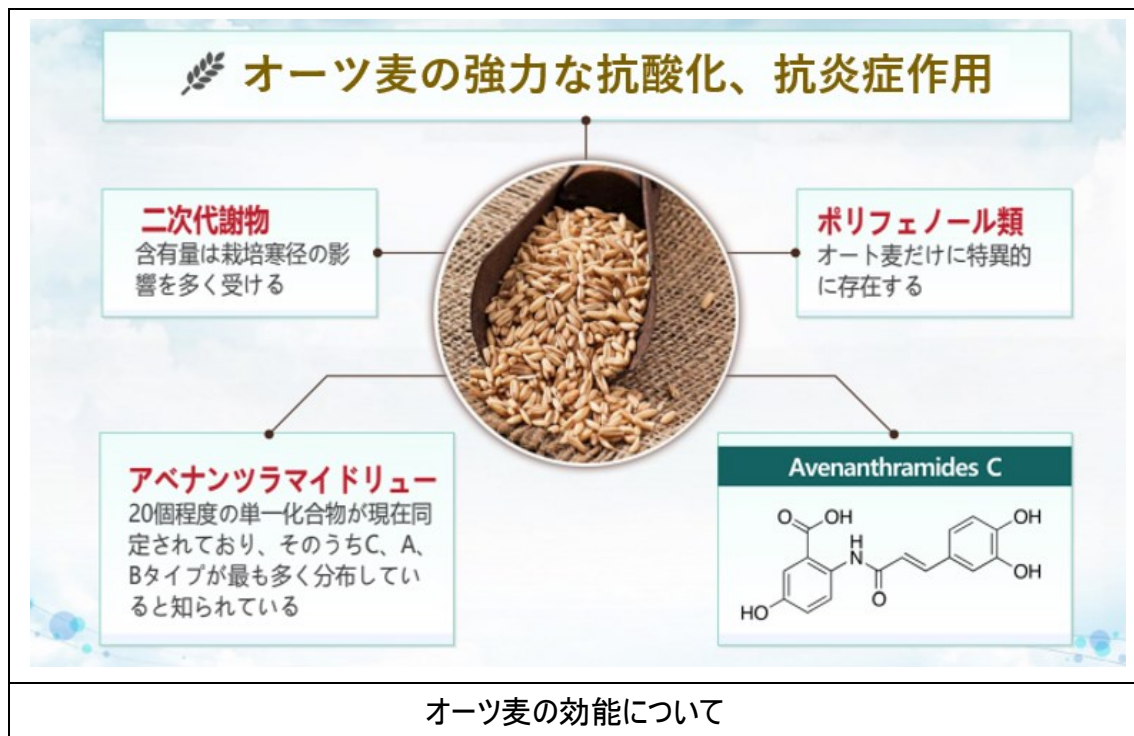 オーツ麦の強力な抗酸化、抗炎症作用
二次代謝物
含有量は栽培寒径の影
響を多く受ける
ポリフェノール類
オート麦だけに特異的
に存在する
アベナンツラマイドリュー
20個程度の単一化合物が現在同
定されており、そのうちC、A、
Bタイプが最も多く分布してい
ると知られている
Avenanthramides C
O
OH
H
N
O
HO
OH
OH
オーツ麦の効能について